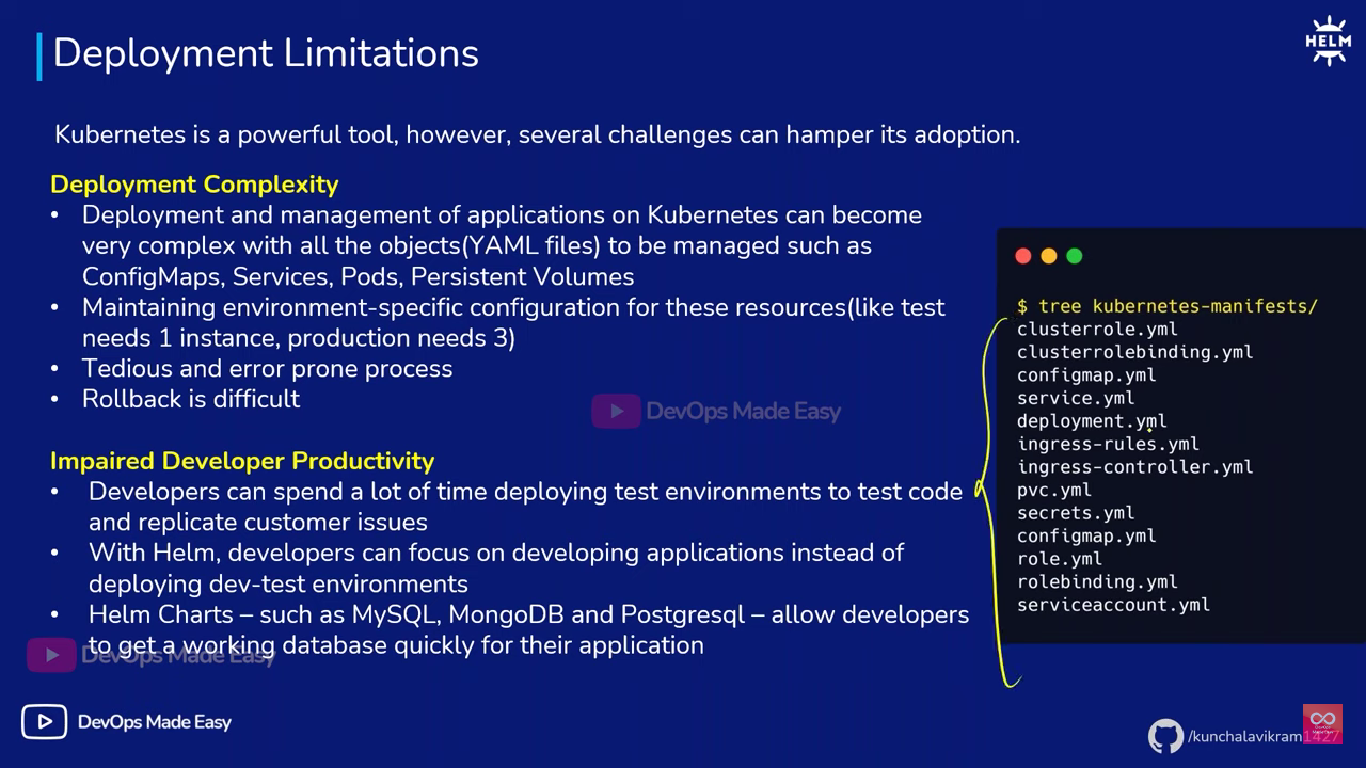 Deployment Limitations
HELM
Kubernetes is a powerful tool, however, several challenges can hamper its adoption.
Deployment Complexity
• Deployment and management of applications on Kubernetes can become
very complex with all the objects(YAML files) to be managed such as
ConfigMaps, Services, Pods, Persistent Volumes
• Maintaining environment-specific configuration for these resources(like test
needs 1 instance, production needs 3)
• Tedious and error prone process
• Rollback is difficult
DevOps Made Easy
Impaired Developer Productivity
• Developers can spend a lot of time deploying test environments to test code
and replicate customer issues
• With Helm, developers can focus on developing applications instead of
deploying dev-test environments
• Helm Charts – such as MySQL, MongoDB and Postgresql – allow developers
to get a working database quickly for their application
DevOps Made Easy
$ tree kubernetes-manifests/
clusterrole.yml
clusterrolebinding.yml
configmap.yml
service.yml
deployment.yml
ingress-rules.yml
ingress-controller.yml
pvc.yml
secrets.yml
configmap.yml
role.yml
rolebinding.yml
serviceaccount.yml
DevOps Made Easy
/kunchalavikram1427